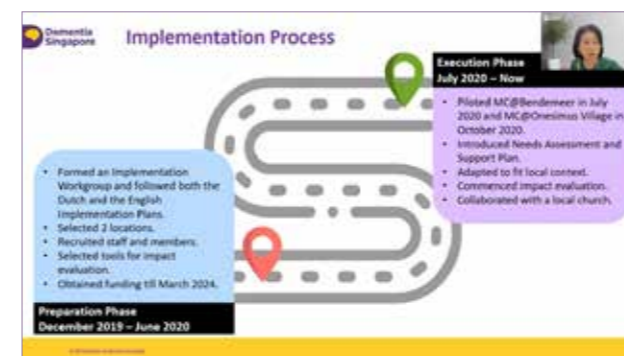 Dementia
Singapore
Implementation Process
Execution Phase
July 2020 – Now
• Piloted MC@Bendemeer in July
2020 and MC@Onesimus Village in
October 2020.
• Introduced Needs Assessment and
Support Plan.
• Adapted to fit local context.
• Commenced impact evaluation.
• Collaborated with a local church.
• Formed an Implementation
Workgroup and followed both the
Dutch and the English
Implementation Plans.
• Selected 2 locations.
• Recruited staff and members.
• Selected tools for impact
evaluation.
• Obtained funding till March 2024.
Preparation Phase
December 2019 – June 2020